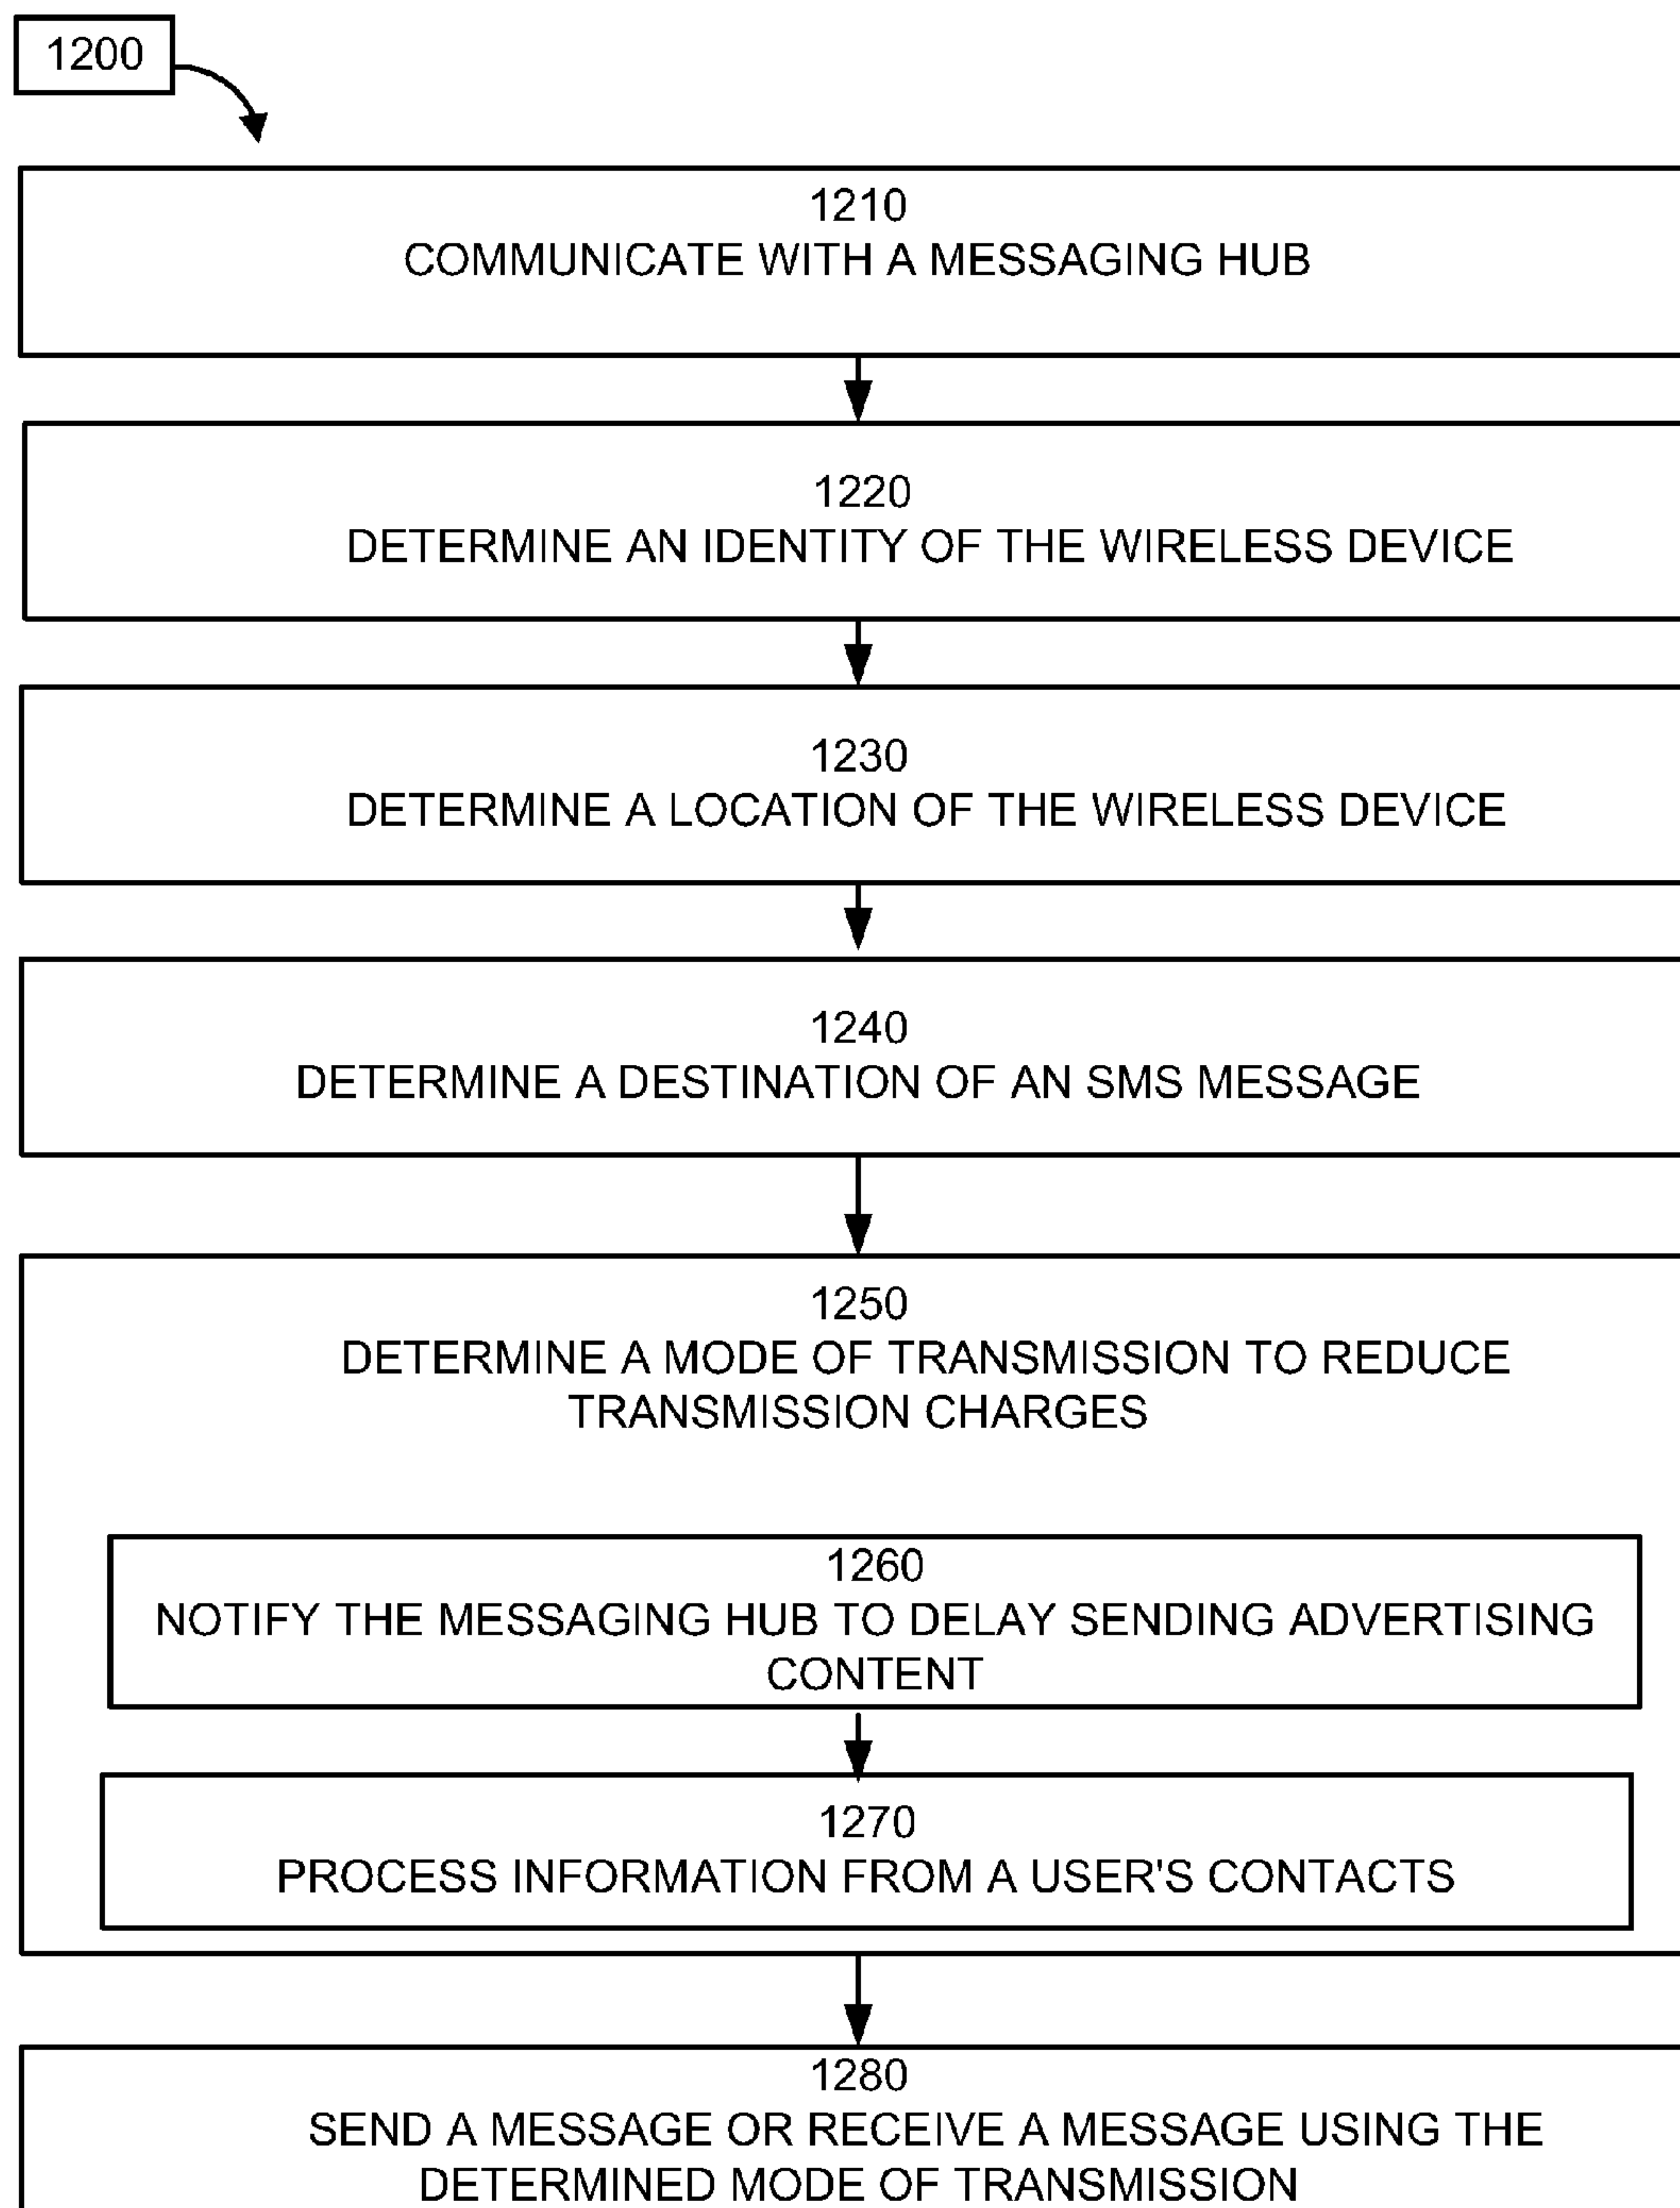 1200
1210
COMMUNICATE WITH A MESSAGING HUB
1220
DETERMINE AN IDENTITY OF THE WIRELESS DEVICE
1230
DETERMINE A LOCATION OF THE WIRELESS DEVICE
1240
DETERMINE A DESTINATION OF AN SMS MESSAGE
1250
DETERMINE A MODE OF TRANSMISSION TO REDUCE
TRANSMISSION CHARGES
1260
NOTIFY THE MESSAGING HUB TO DELAY SENDING ADVERTISING
CONTENT
1270
PROCESS INFORMATION FROM A USER'S CONTACTS
1280
SEND A MESSAGE OR RECEIVE A MESSAGE USING THE
DETERMINED MODE OF TRANSMISSION